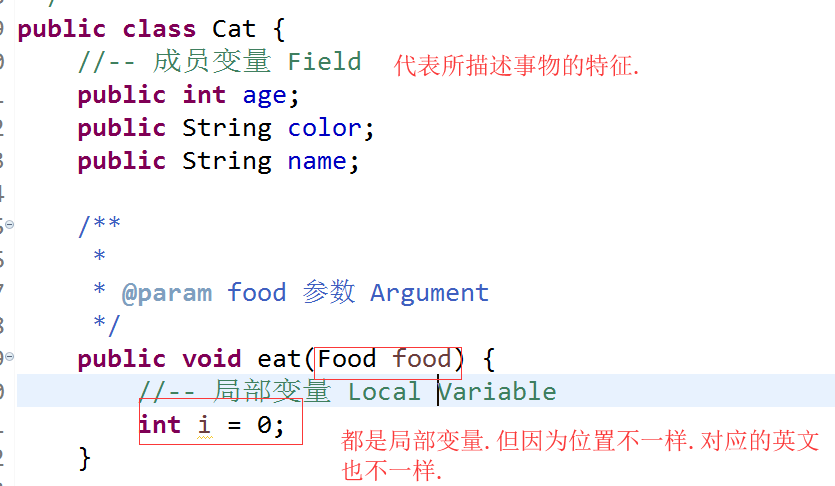 public class Cat {
//-- 成员变量 Field 代表所描述事物的特征.
public int age;
public String color;
public String name;
/**
*
* @param food 参数 Argument
*/
public void eat(Food food) {
//-- 局部变量 Local Variable
int i = 0;
都是局部变量.但因为位置不一样.对应的英文
也不一样.
}